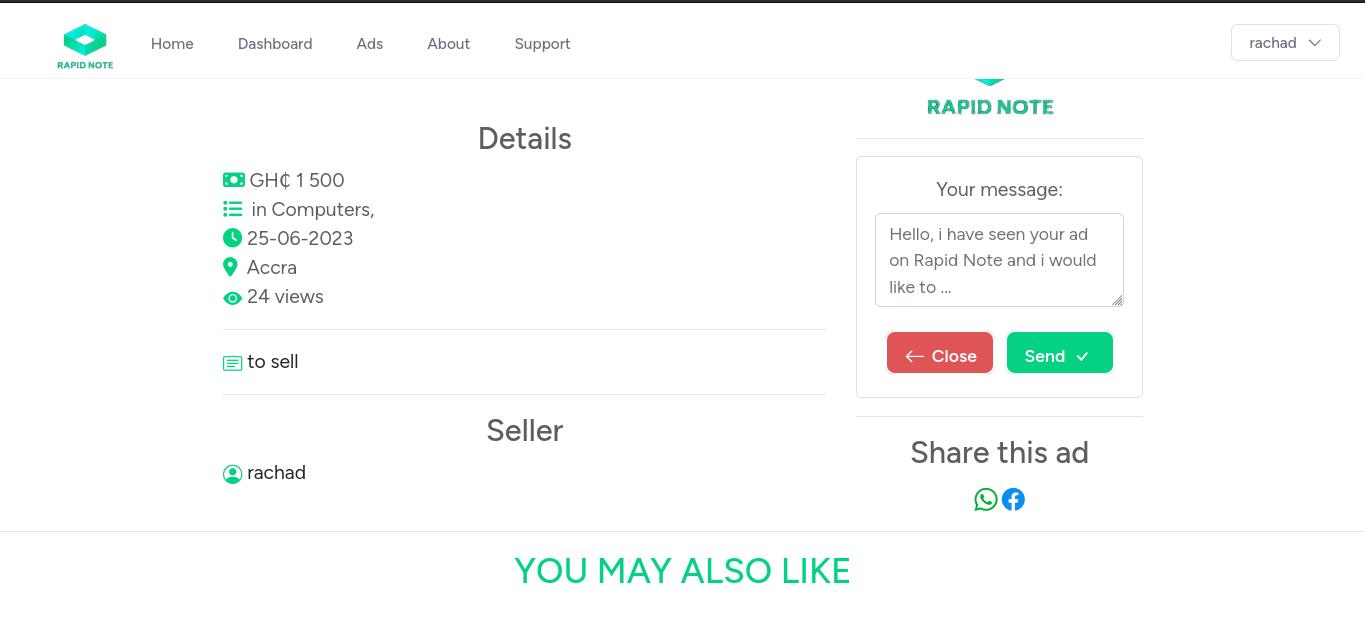 RAPID NOTE
Home
Dashboard
Ads
About
Support
rachad
Details
GH₵ 1 500
in Computers,
25-06-2023
Accra
24 views
to sell
Seller
rachad
RAPID NOTE
Your message:
Hello, i have seen your ad
on Rapid Note and i would
like to ...
Close
Send
Share this ad
YOU MAY ALSO LIKE